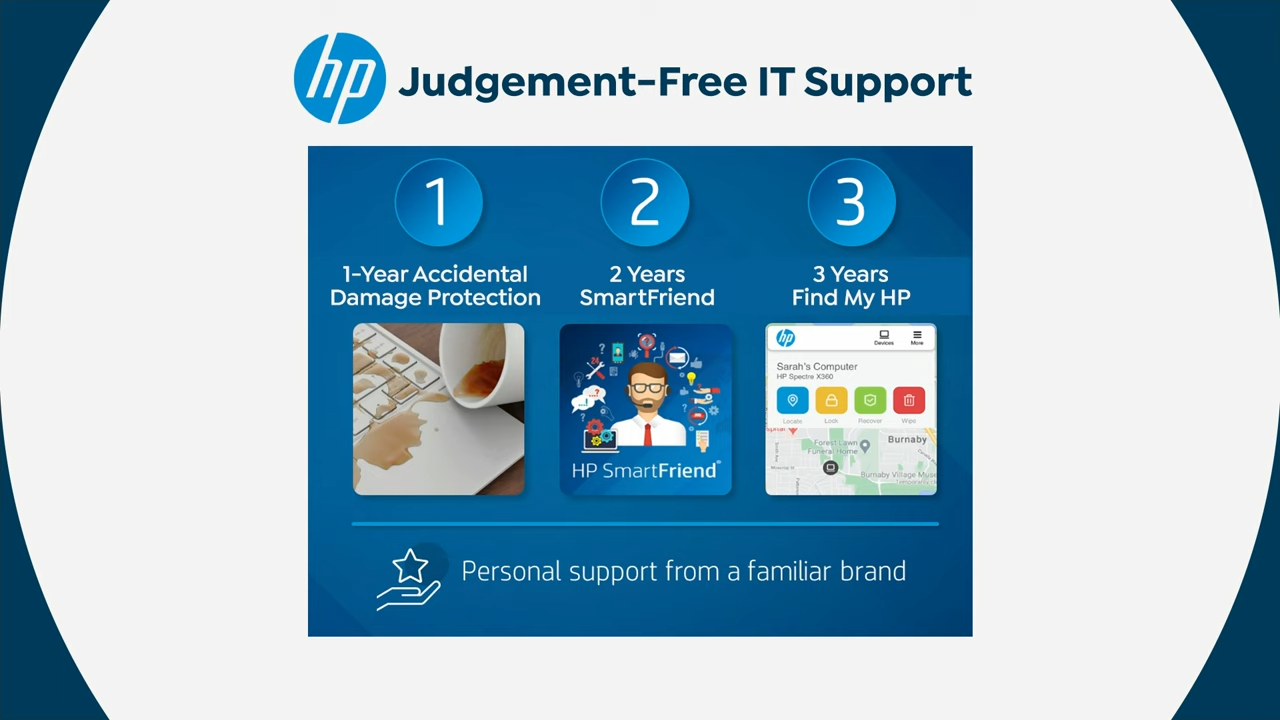 hp
Judgement-Free IT Support
1
2
3
1-Year Accidental
Damage Protection
2 Years
SmartFriend
3 Years
Find My HP
24
HP SmartFriend®
hp
Devices
More
Sarah's Computer
HP Spectre X360
Locate
Lock
Recover
Wipe
Forest Lawn
Funeral Home
Burnaby
Burnaby Village Muse
Personal support from a familiar brand